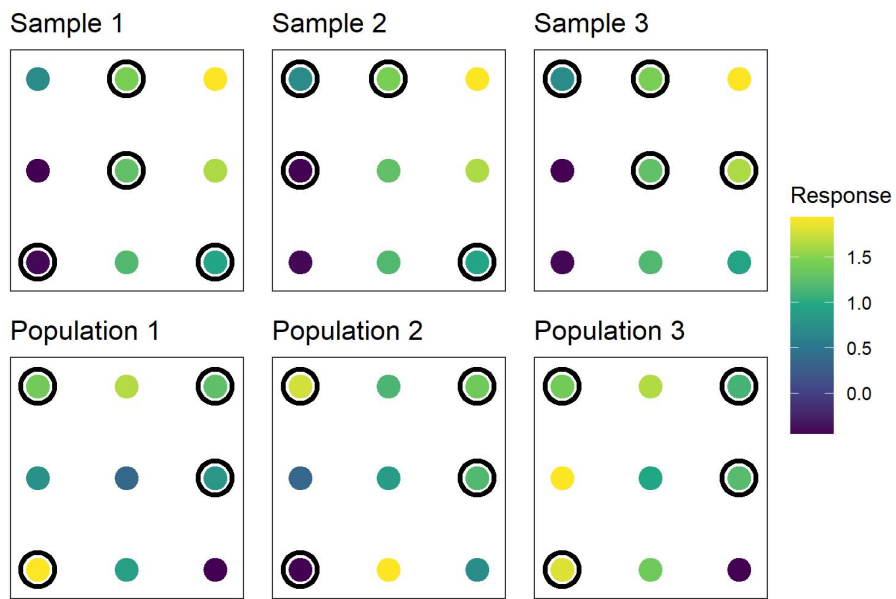 Sample 1
Sample 2
Sample 3
Response
1.5
1.0
0.5
0.0
Population 1
Population 2
Population 3